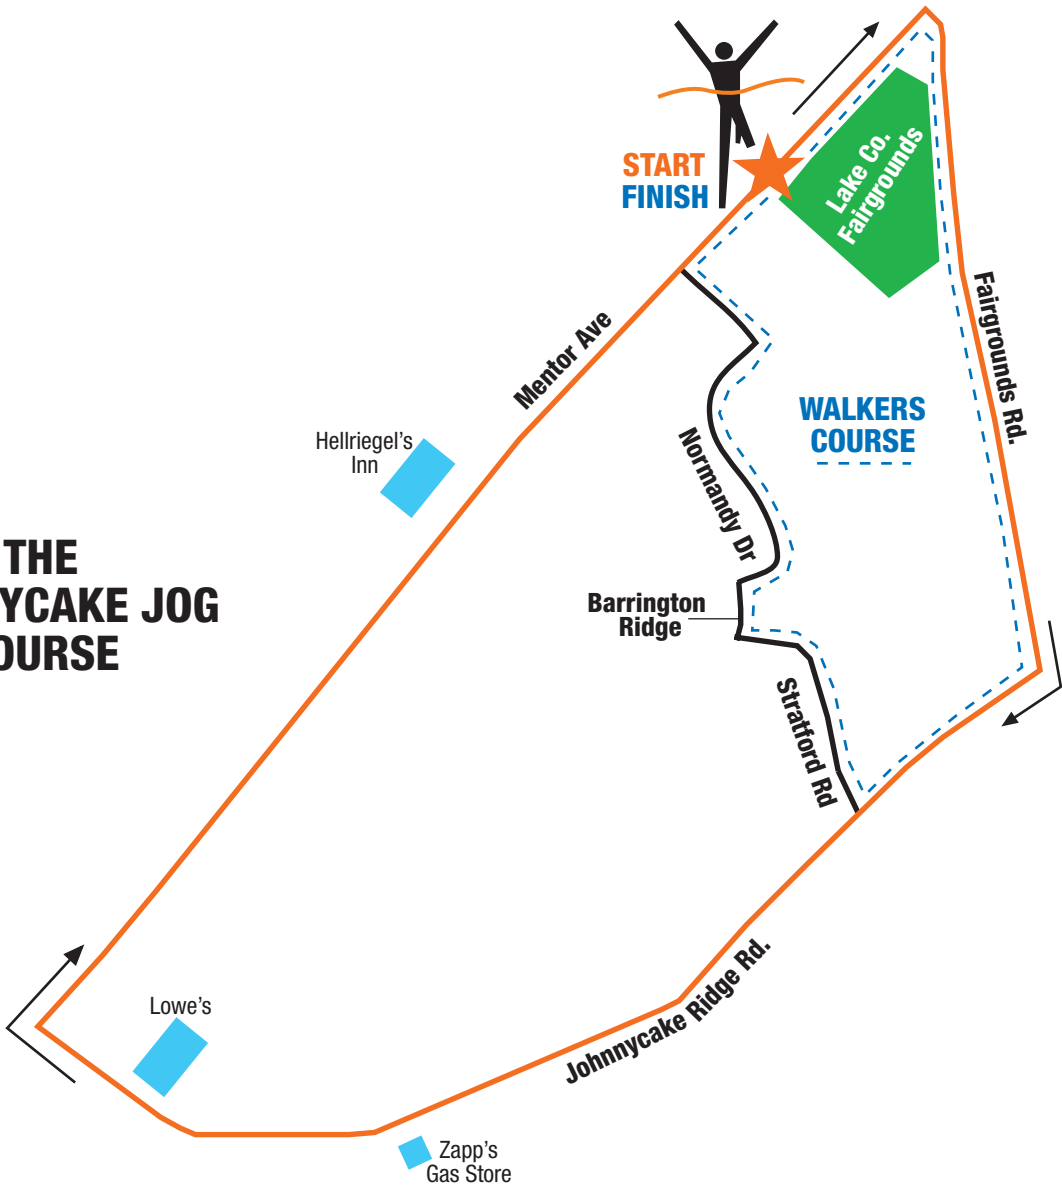 START
FINISH
Lake Co.
Fairgrounds
Mentor Ave
Fairgrounds Rd.
WALKERS
COURSE
Hellriegel's
Inn
Normandy Dr
THE
YCAKE JOG
OURSE
Barrington
Ridge
Stratford Rd
Johnnycake Ridge Rd.
Lowe's
Zapp's
Gas Store